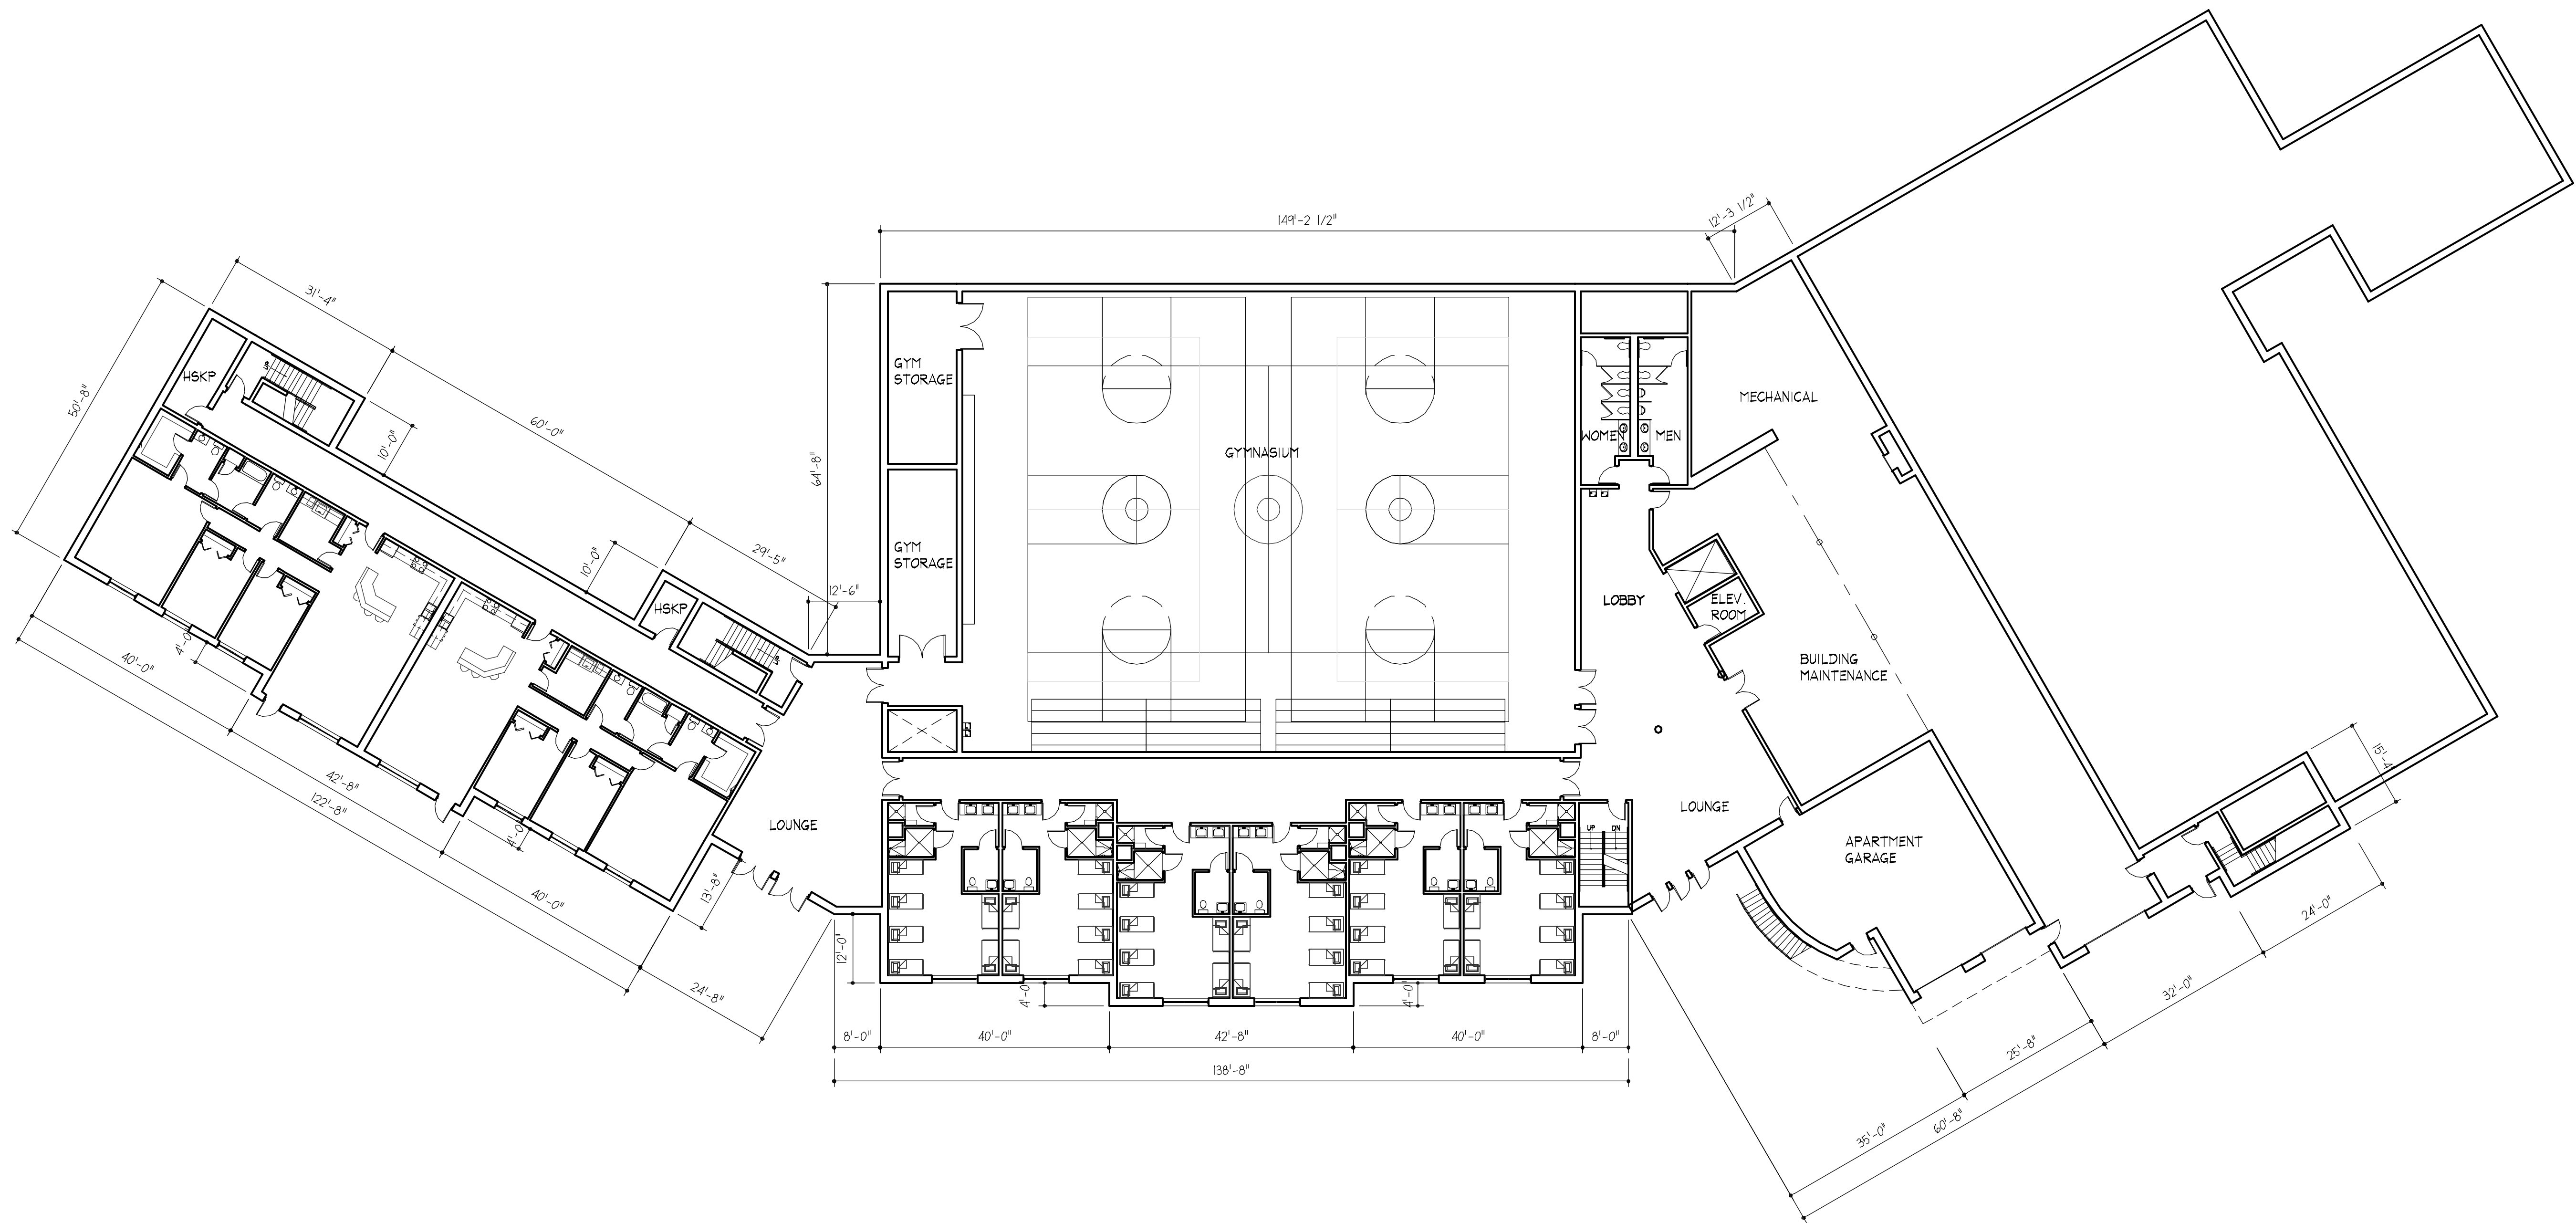 149'-2 1/2"
12'-3 1/2"
31'-4"
50'-8"
HSKP
S
10'-0"
60'-0"
10'-0"
29'-5"
64'-8"
12'-6"
HSKP
S
GYM
STORAGE
GYM
STORAGE
GYMNASIUM
WOMEN
MEN
MECHANICAL
LOBBY
ELEV.
ROOM
BUILDING
MAINTENANCE
LOUNGE
APARTMENT
GARAGE
UP
DN
LOUNGE
15'-4
40'-0"
4'-0
42'-8"
122'-8"
4'-0
40'-0"
13'-8"
24'-8"
12'-0"
4'-0
4'-0
8'-0"
40'-0"
42'-8"
40'-0"
8'-0"
138'-8"
24'-0"
32'-0"
25'-8"
35'-0"
60'-8"